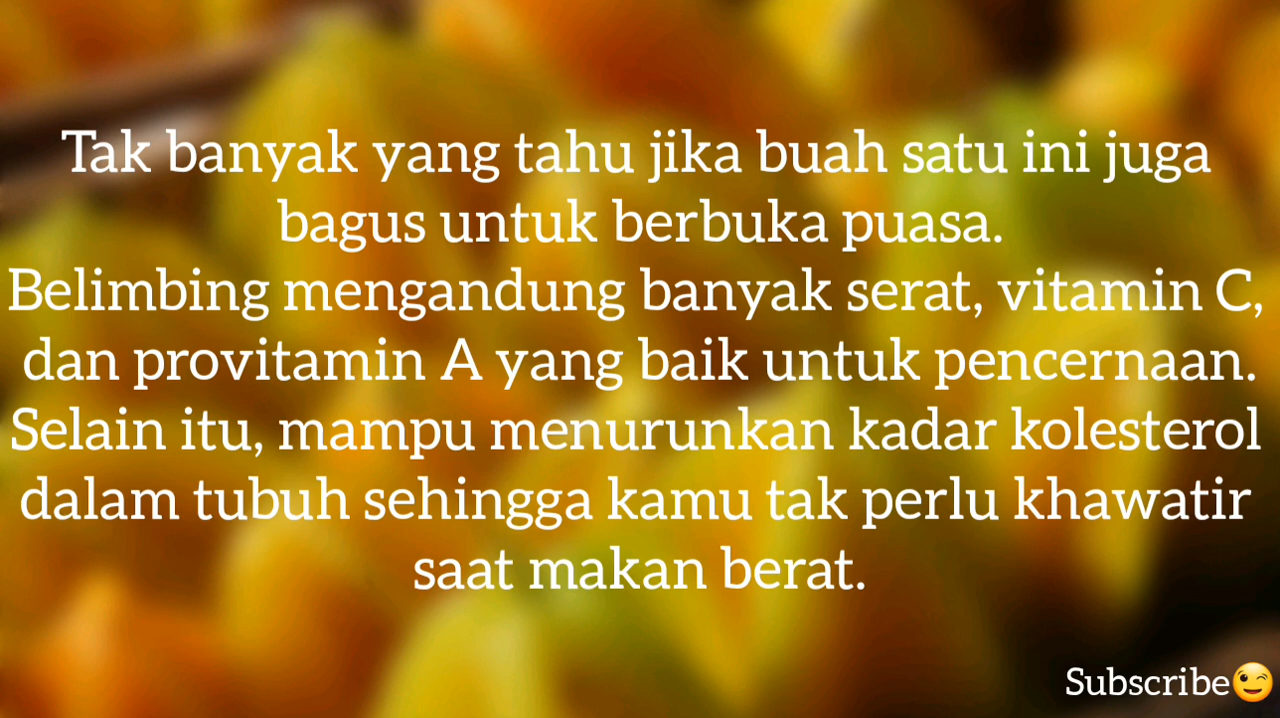 Tak banyak yang tahu jika buah satu ini juga
bagus untuk berbuka puasa.
Belimbing mengandung banyak serat, vitamin C,
dan provitamin A yang baik untuk pencernaan.
Selain itu, mampu menurunkan kadar kolesterol
dalam tubuh sehingga kamu tak perlu khawatir
saat makan berat.
Subscribe😉